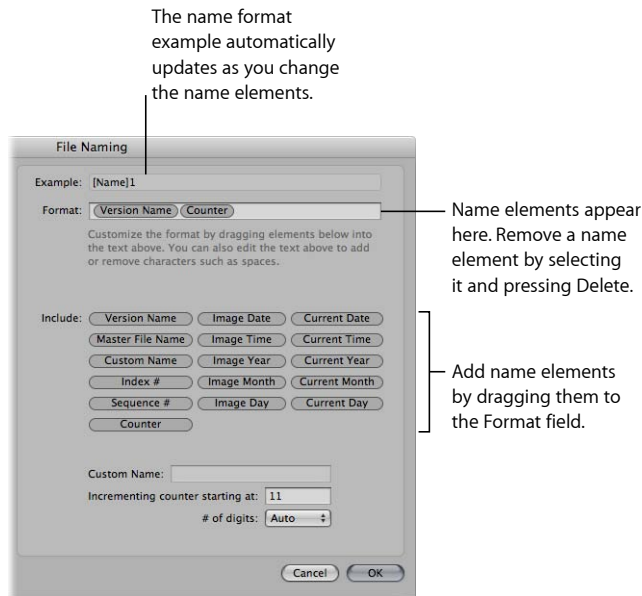 The name format
example automatically
updates as you change
the name elements.
File Naming
Example: [Name]1
Format: Version Name Counter
Customize the format by dragging elements below into
the text above. You can also edit the text above to add
or remove characters such as spaces.
Name elements appear
here. Remove a name
element by selecting
it and pressing Delete.
Include: Version Name Image Date Current Date
Master File Name Image Time Current Time
Custom Name Image Year Current Year
Index # Image Month Current Month
Sequence # Image Day Current Day
Counter
Add name elements
by dragging them to
the Format field.
Custom Name:
Incrementing counter starting at: 11
# of digits: Auto
Cancel OK